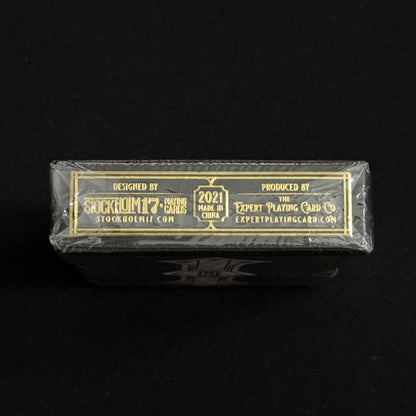 DESIGNED BY
STOCKHOLM17 PLAYING CARDS
STOCKHOLM17.COM
2021
MADE IN
CHINA
PRODUCED BY
THE
EXPERT PLAYING CARD CO
EXPERTPLAYINGCARD.COM